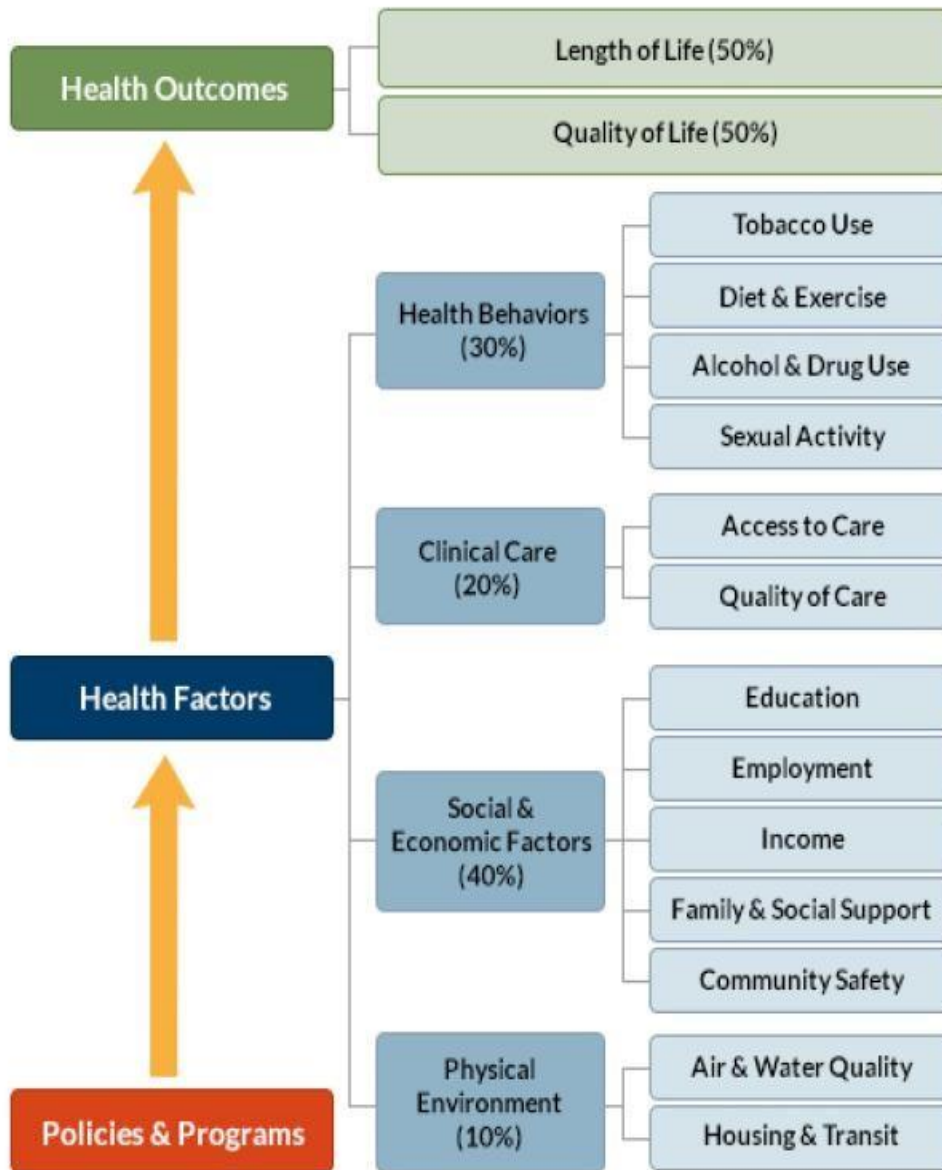 Health Outcomes
Length of Life (50%)
Quality of Life (50%)
Health Factors
Health Behaviors
(30%)
Tobacco Use
Diet & Exercise
Alcohol & Drug Use
Sexual Activity
Clinical Care
(20%)
Access to Care
Quality of Care
Social &
Economic Factors
(40%)
Education
Employment
Income
Family & Social Support
Community Safety
Physical
Environment
(10%)
Air & Water Quality
Housing & Transit
Policies & Programs